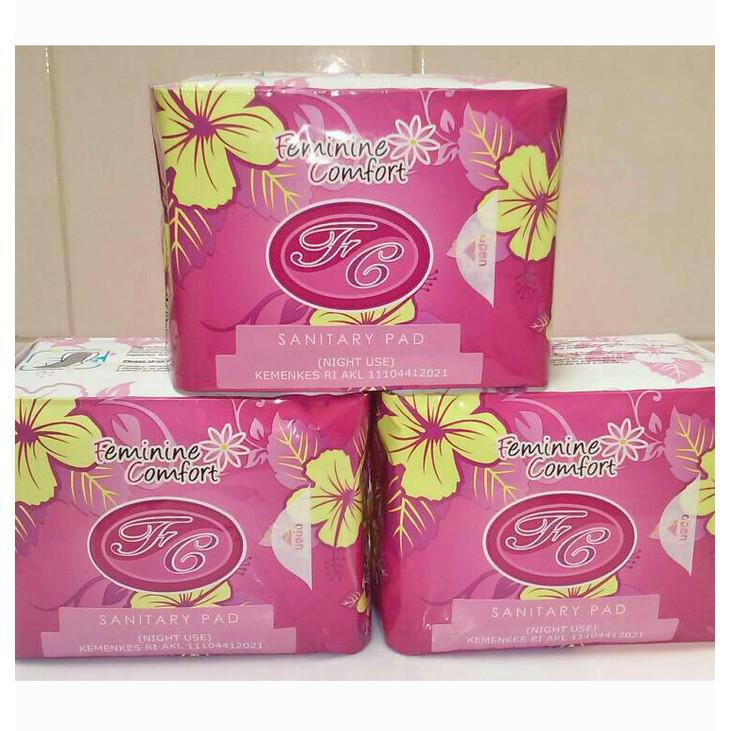 Feminine
Comfort
FC
open
SANITARY PAD
(NIGHT USE)
KEMENKES RI AKL 11104412021
Feminine
Comfort
FC
open
SANITARY PAD
(NIGHT USE)
KEMENKES RI AKL 11104412021
Feminine
Comfort
FC
open
SANITARY PAD
(NIGHT USE)
KEMENKES RI AKL 11104412021